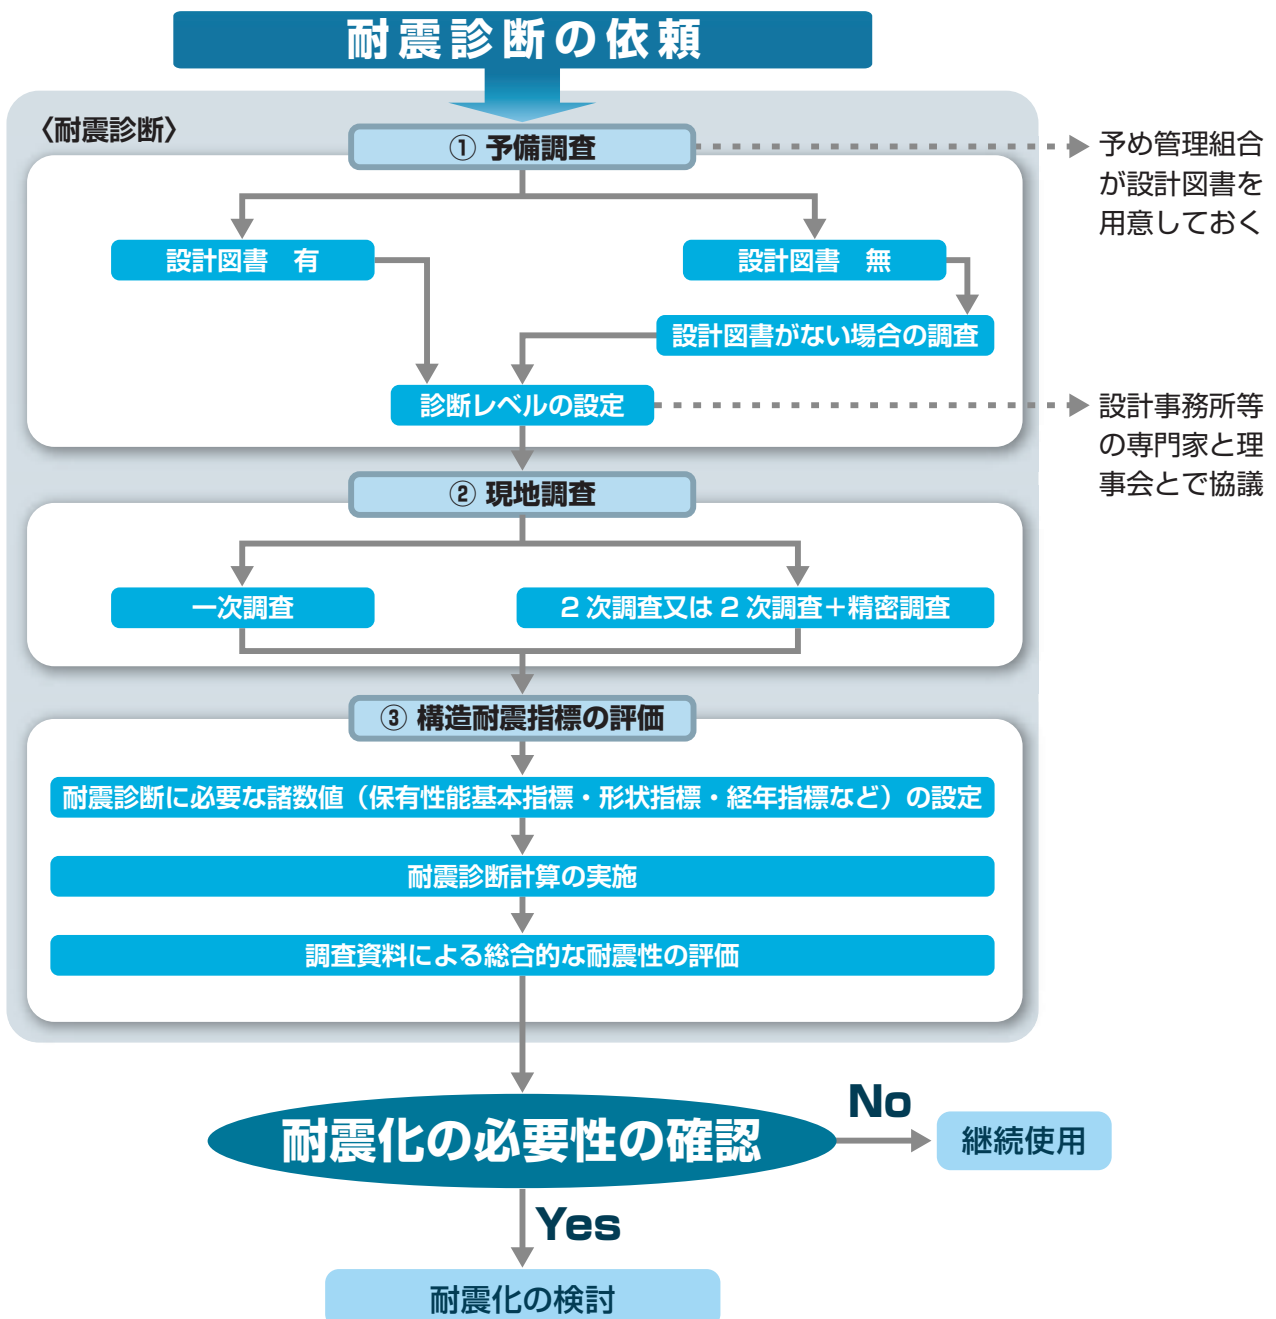 耐震診断の依頼
〈耐震診断〉
① 予備調査
予め管理組合
が設計図書を
用意しておく
設計図書　有
設計図書　無
設計図書がない場合の調査
診断レベルの設定
設計事務所等
の専門家と理
事会とで協議
② 現地調査
一次調査
2 次調査又は 2 次調査＋精密調査
③ 構造耐震指標の評価
耐震診断に必要な諸数値（保有性能基本指標・形状指標・経年指標など）の設定
耐震診断計算の実施
調査資料による総合的な耐震性の評価
耐震化の必要性の確認
No
継続使用
Yes
耐震化の検討